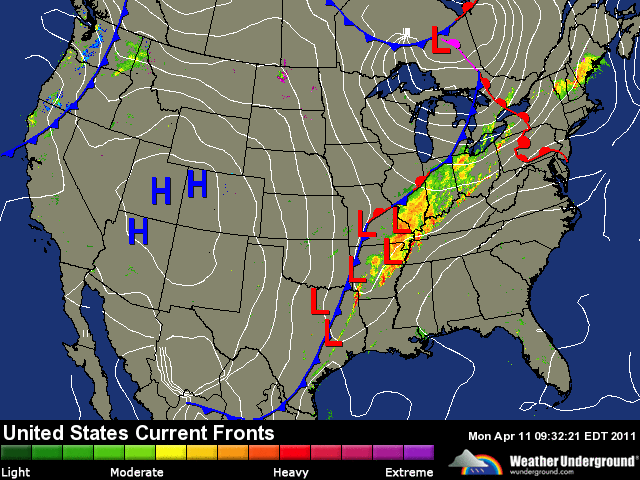 L
H H
L L
H
L
L
L
L
United States Current Fronts
Mon Apr 11 09:32:21 EDT 2011
Light Moderate Heavy Extreme
Weather Underground
wunderground.com